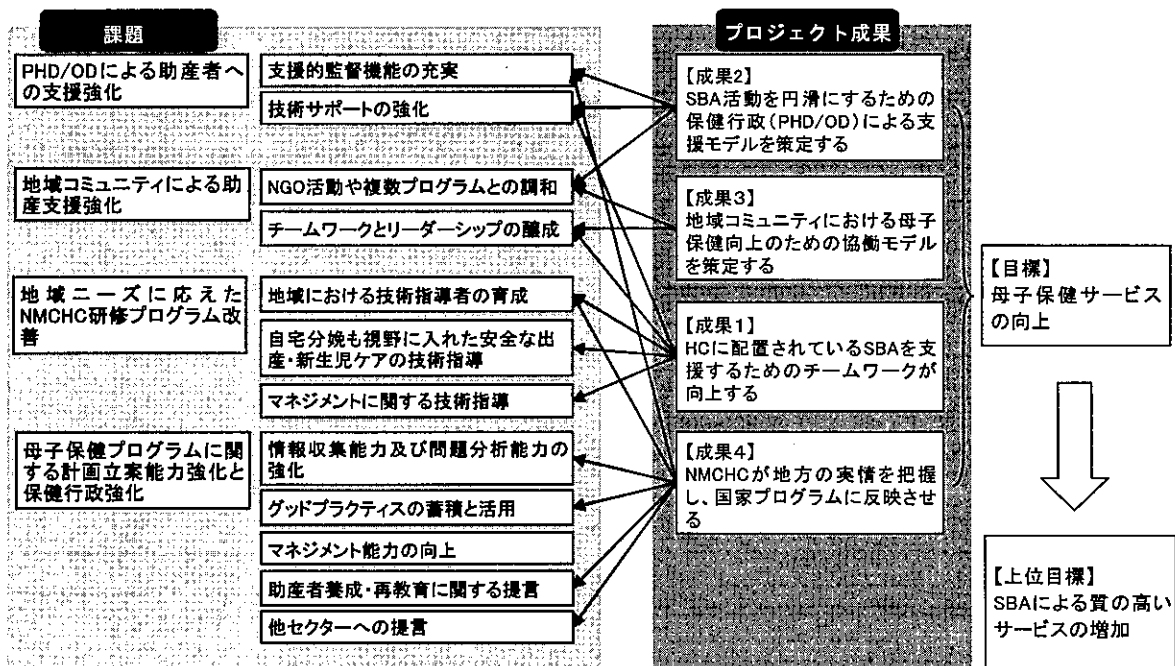 課題
PHD/ODによる助産者へ
の支援強化
支援的監督機能の充実
技術サポートの強化
地域コミュニティによる助
産支援強化
NGO活動や複数プログラムとの調和
チームワークとリーダーシップの醸成
地域ニーズに応えた
NMCHC研修プログラム改
善
地域における技術指導者の育成
自宅分娩も視野に入れた安全な出
産・新生児ケアの技術指導
マネジメントに関する技術指導
母子保健プログラムに関
する計画立案能力強化と
保健行政強化
情報収集能力及び問題分析能力の
強化
グッドプラクティスの蓄積と活用
マネジメント能力の向上
助産者養成・再教育に関する提言
他セクターへの提言
プロジェクト成果
【成果2】
SBA活動を円滑にするための
保健行政(PHD/OD)による支
援モデルを策定する
【成果3】
地域コミュニティにおける母子
保健向上のための協働モデル
を策定する
【成果1】
HCに配置されているSBAを支
援するためのチームワークが
向上する
【成果4】
NMCHCが地方の実情を把握
し、国家プログラムに反映させ
る
【目標】
母子保健サービス
の向上
【上位目標】
SBAによる質の高い
サービスの増加